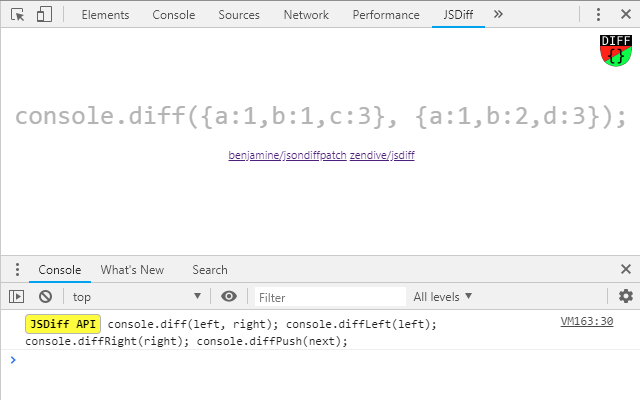 Elements Console Sources Network Performance JSDiff »
DIFF
{}
console.diff({a:1,b:1,c:3}, {a:1,b:2,d:3});
benjamine/jsondiffpatch zendive/jsdiff
Console What's New Search
top Filter All levels
JSDiff API console.diff(left, right); console.diffLeft(left); VM163:30
console.diffRight(right); console.diffPush(next);